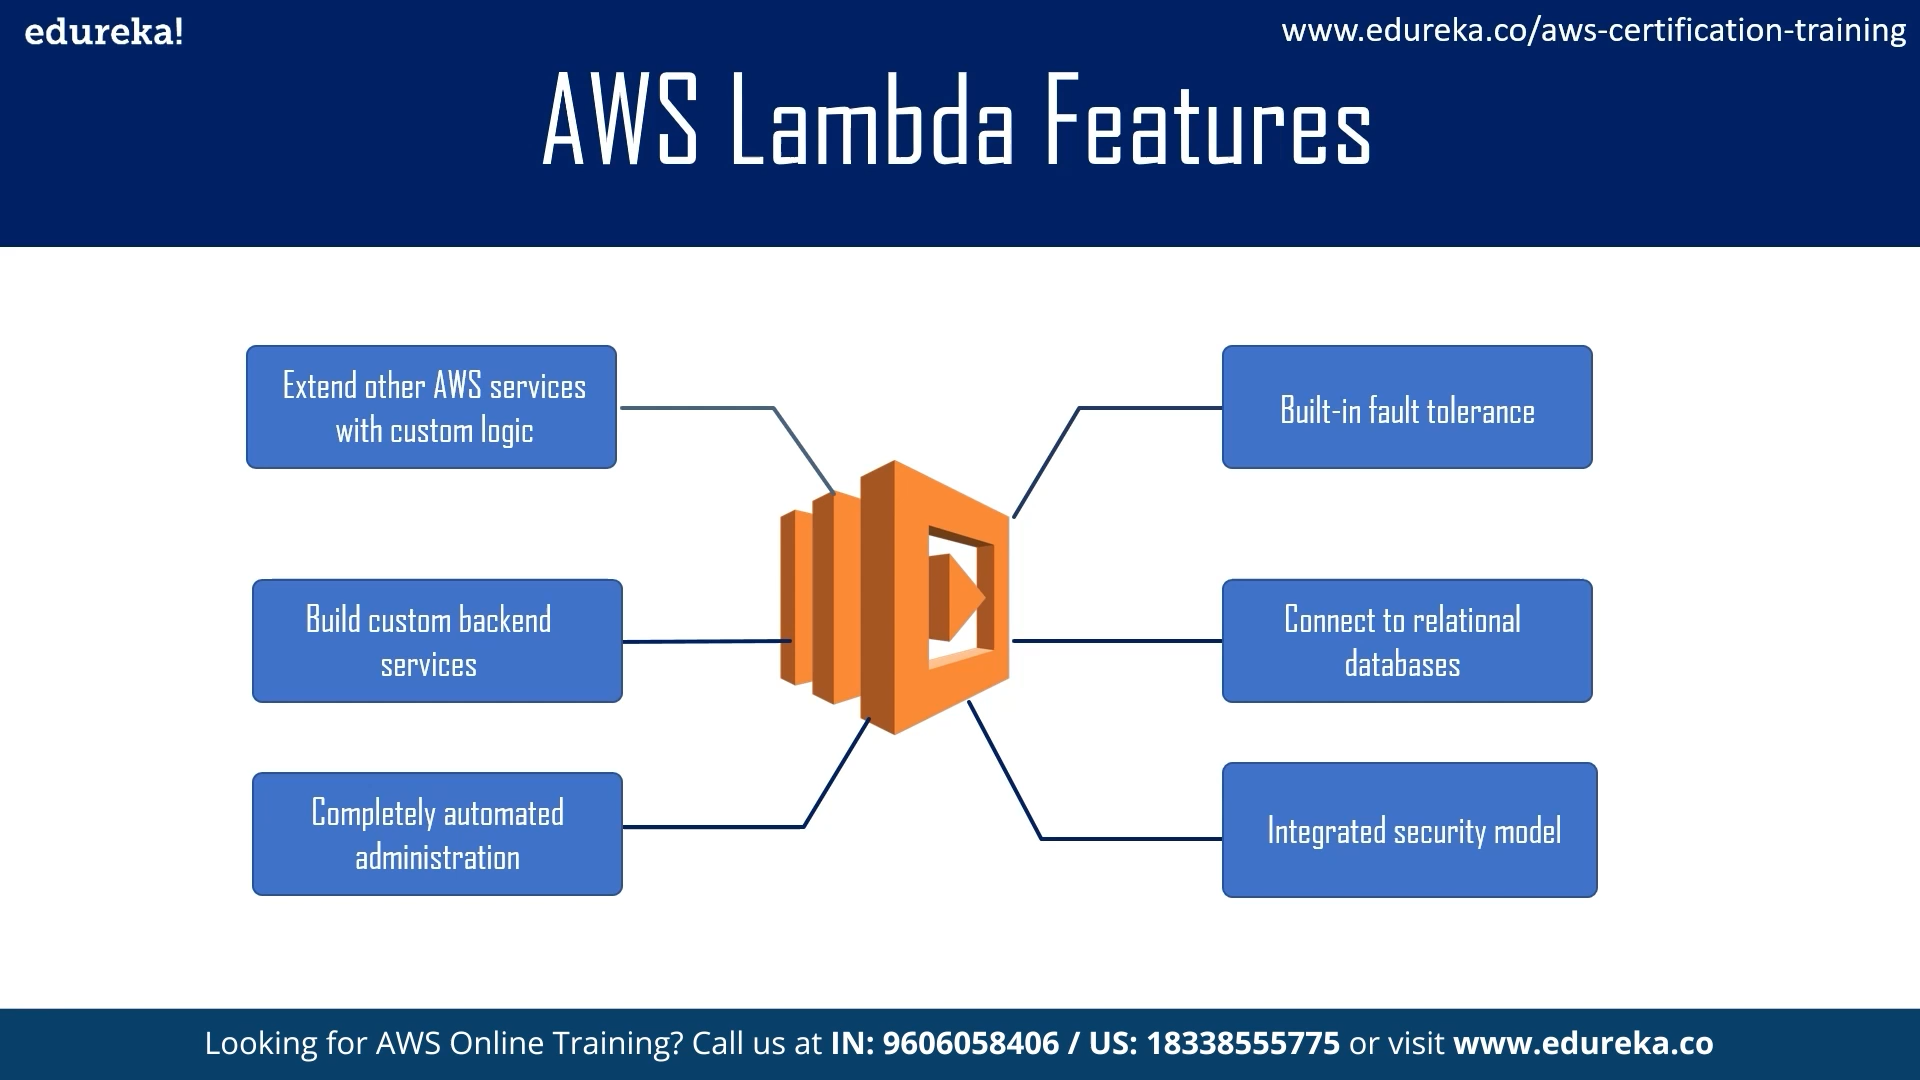 edureka!
www.edureka.co/aws-certification-training
AWS Lambda Features
Extend other AWS services
with custom logic
Built-in fault tolerance
Build custom backend
services
Connect to relational
databases
Completely automated
administration
Integrated security model
Looking for AWS Online Training? Call us at IN: 9606058406 / US: 18338555775 or visit www.edureka.co